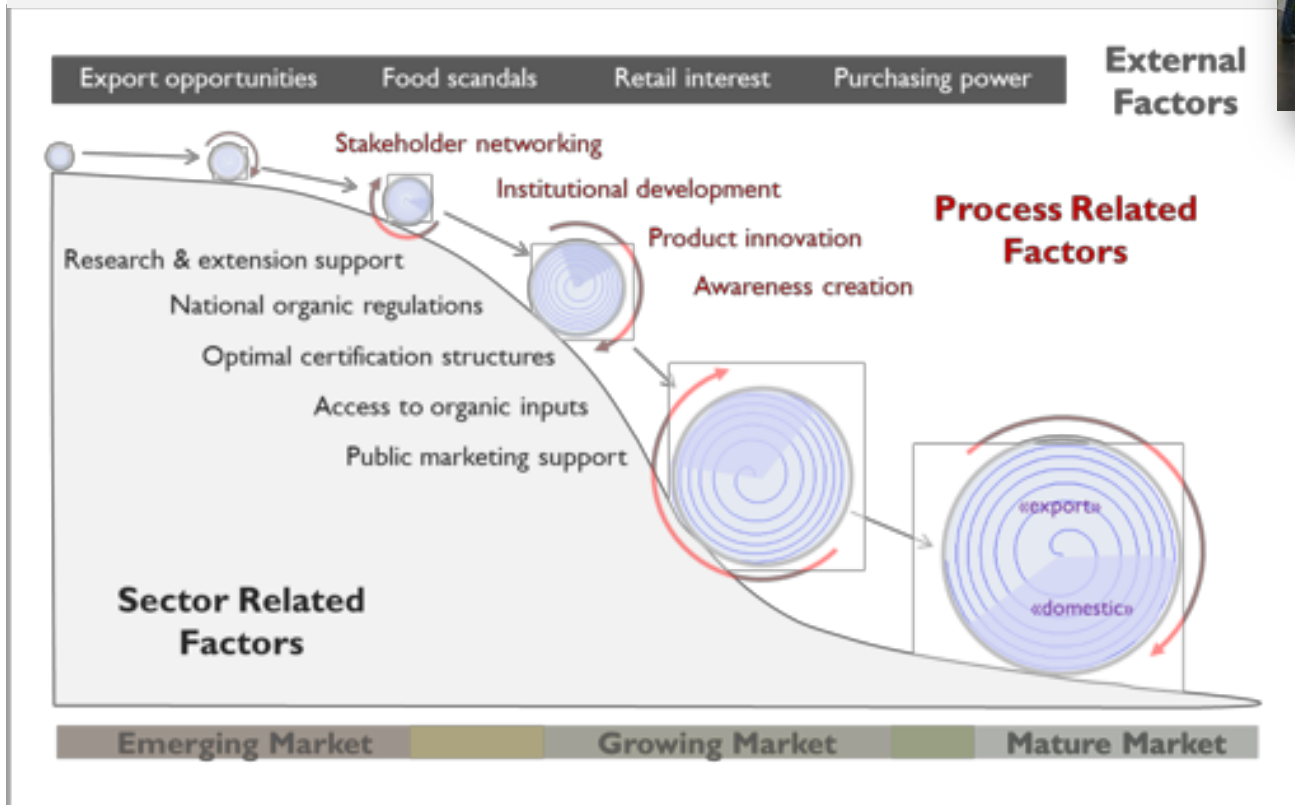 Export opportunities Food scandals Retail interest Purchasing power
External
Factors
Stakeholder networking
Institutional development
Product innovation
Awareness creation
Process Related
Factors
Research & extension support
National organic regulations
Optimal certification structures
Access to organic inputs
Public marketing support
«export»
«domestic»
Sector Related
Factors
Emerging Market Growing Market Mature Market